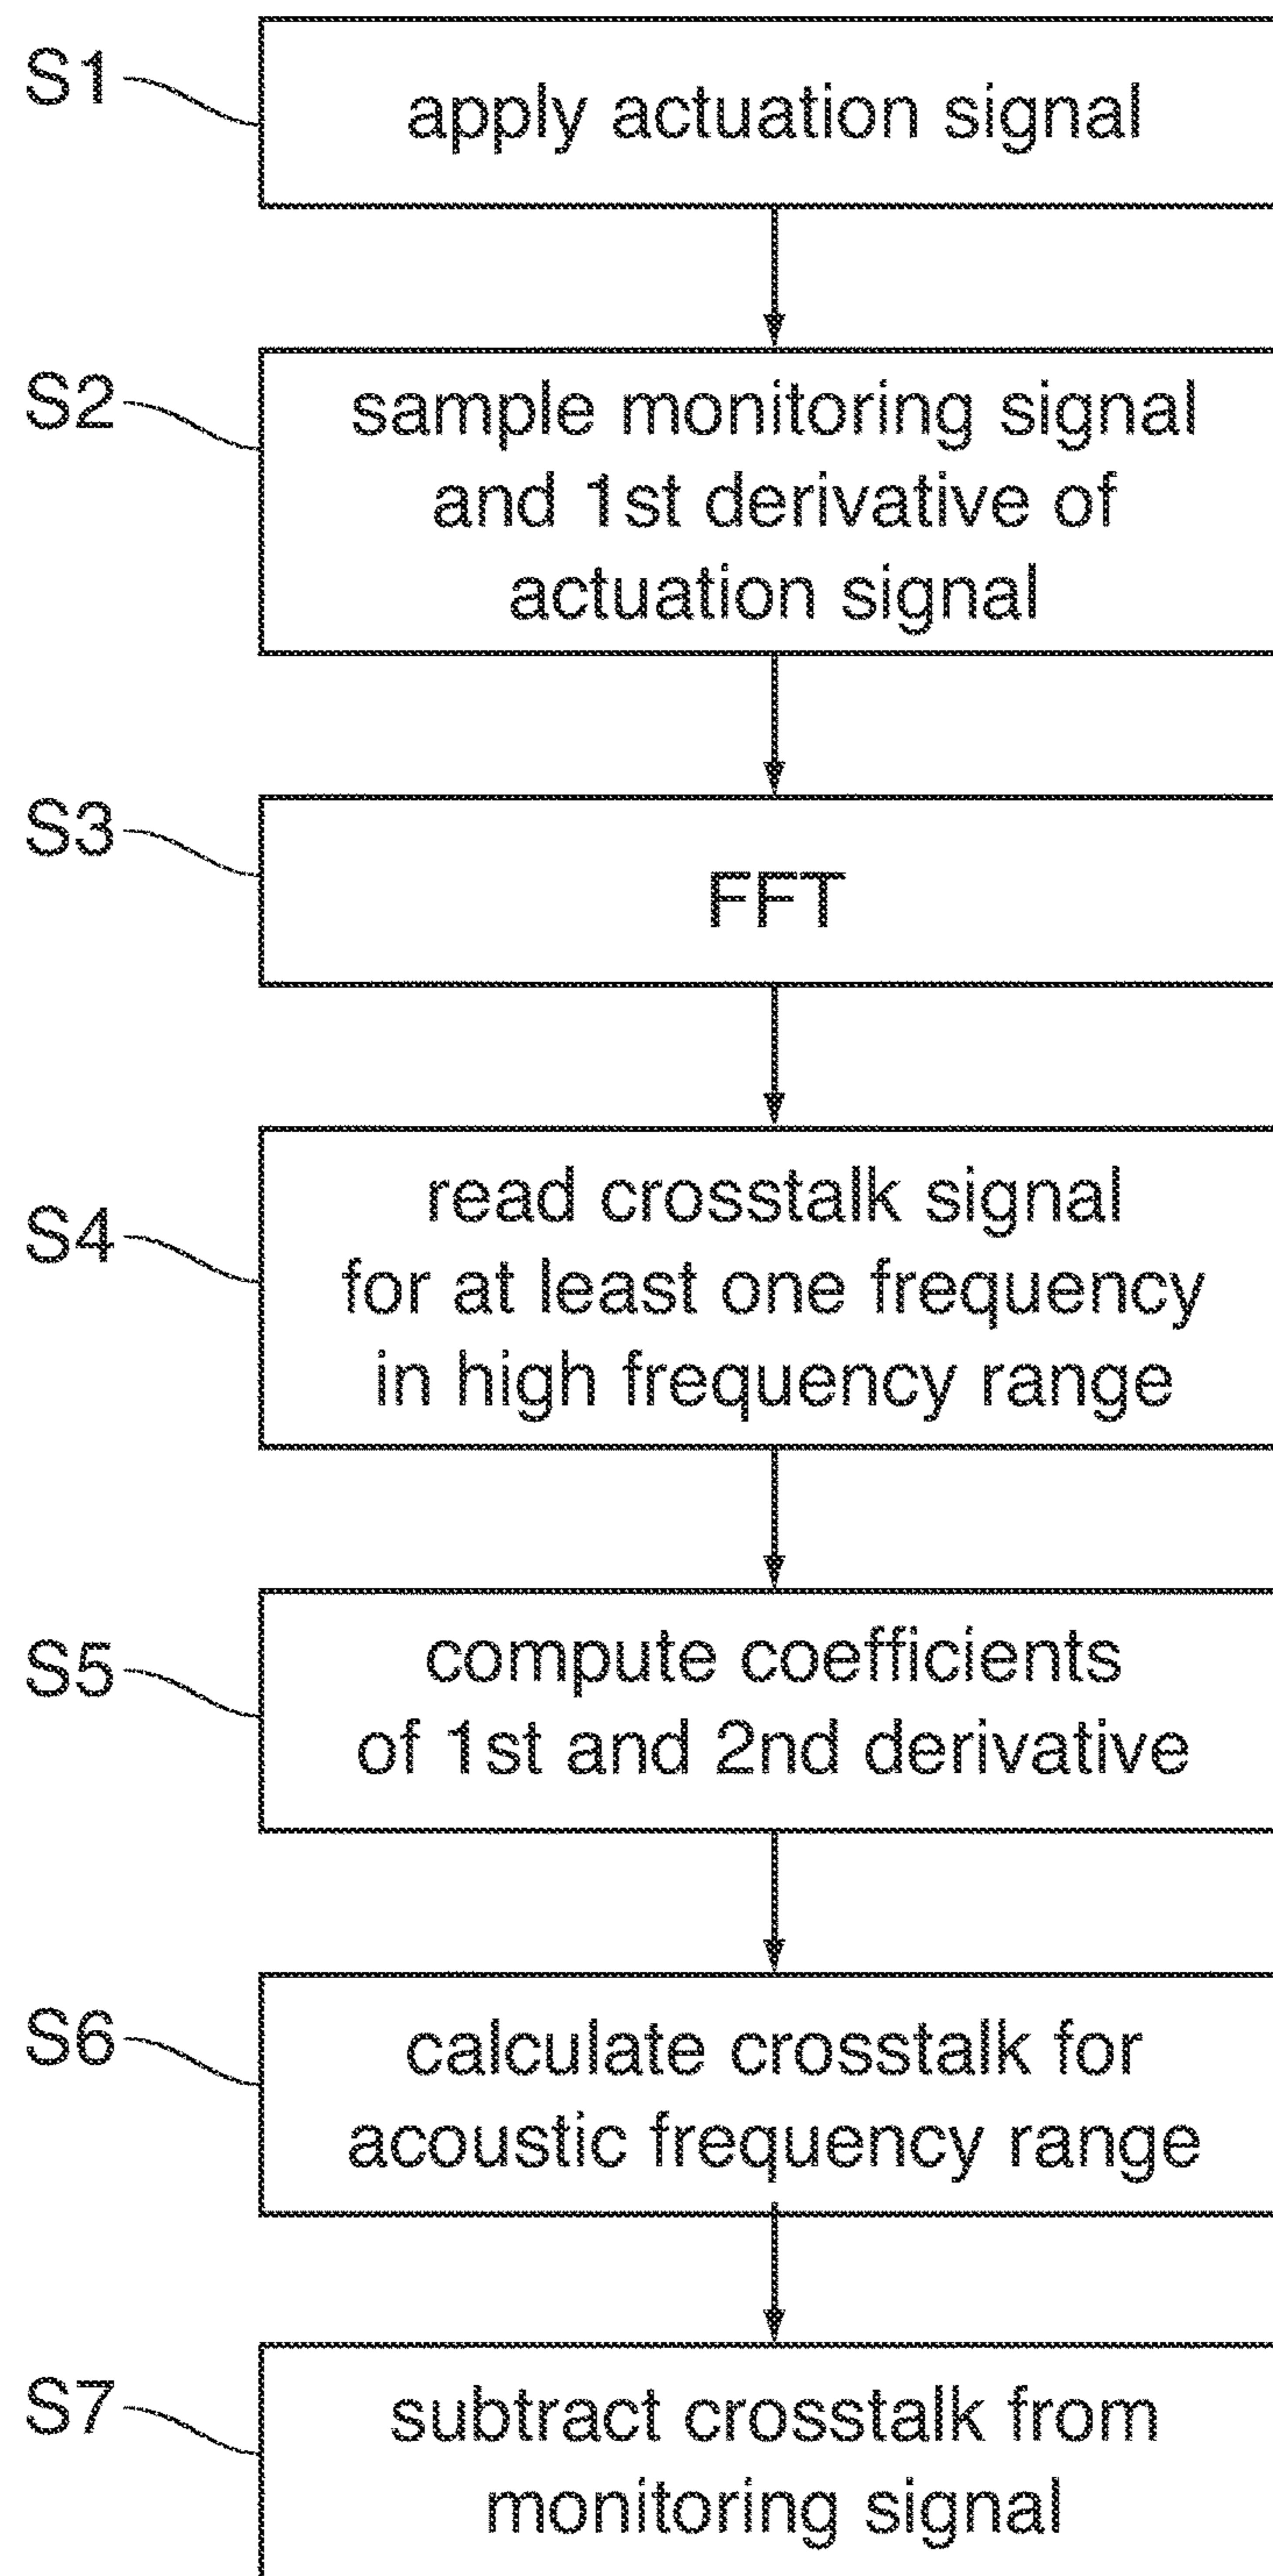 S1
apply actuation signal
S2
sample monitoring signal
and 1st derivative of
actuation signal
S3
FFT
S4
read crosstalk signal
for at least one frequency
in high frequency range
S5
compute coefficients
of 1st and 2nd derivative
S6
calculate crosstalk for
acoustic frequency range
S7
subtract crosstalk from
monitoring signal